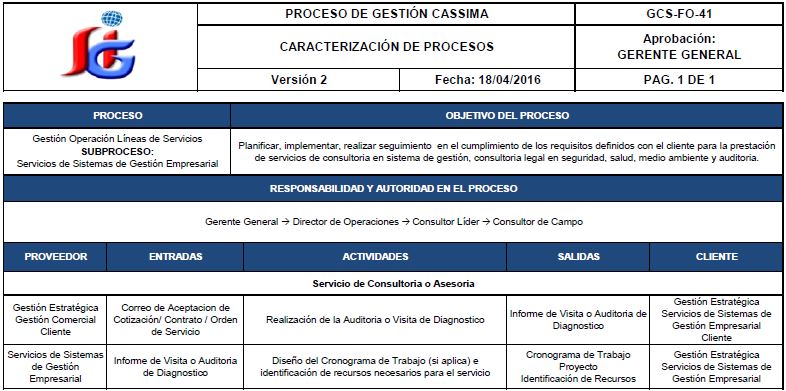 PROCESO DE GESTIÓN CASSIMA
GCS-FO-41
CARACTERIZACIÓN DE PROCESOS
Aprobación:
GERENTE GENERAL
Versión 2
Fecha: 18/04/2016
PAG. 1 DE 1
PROCESO
OBJETIVO DEL PROCESO
Gestión Operación Líneas de Servicios
SUBPROCESO:
Servicios de Sistemas de Gestión Empresarial
Planificar, implementar, realizar seguimiento en el cumplimiento de los requisitos definidos con el cliente para la prestación
de servicios de consultoria en sistema de gestión, consultoria legal en seguridad, salud, medio ambiente y auditoria.
RESPONSABILIDAD Y AUTORIDAD EN EL PROCESO
Gerente General → Director de Operaciones → Consultor Líder → Consultor de Campo
PROVEEDOR
ENTRADAS
ACTIVIDADES
SALIDAS
CLIENTE
Servicio de Consultoria o Asesoria
Gestión Estratégica
Gestión Comercial
Cliente
Correo de Aceptacion de
Cotización/ Contrato / Orden
de Servicio
Realización de la Auditoria o Visita de Diagnostico
Informe de Visita o Auditoria de
Diagnostico
Gestión Estratégica
Servicios de Sistemas de
Gestión Empresarial
Cliente
Servicios de Sistemas
de Gestión
Empresarial
Informe de Visita o Auditoria
de Diagnostico
Diseño del Cronograma de Trabajo (si aplica) e
identificación de recursos necesarios para el servicio
Cronograma de Trabajo
Proyecto
Identificación de Recursos
Gestión Estratégica
Servicios de Sistemas de
Gestión Empresarial